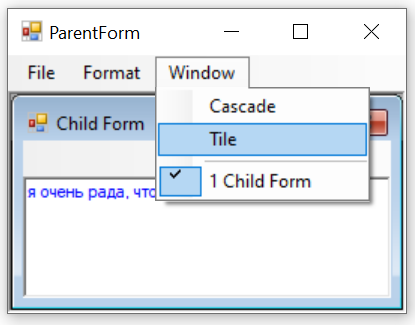 ParentForm
File Format Window
Cascade
Child Form
Tile
1 Child Form
я очень рада, что